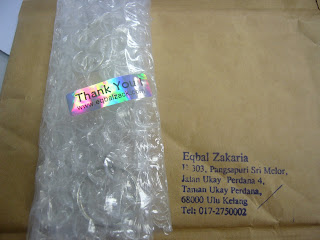 Thank You
www.eqbalzack
Eqbal Zakaria
303, Pangsapuri Sri Melor,
Jalan Ukay Perdana 4,
Taman Ukay Perdana,
68000 Ulu Kelang
Tel: 017-2750002